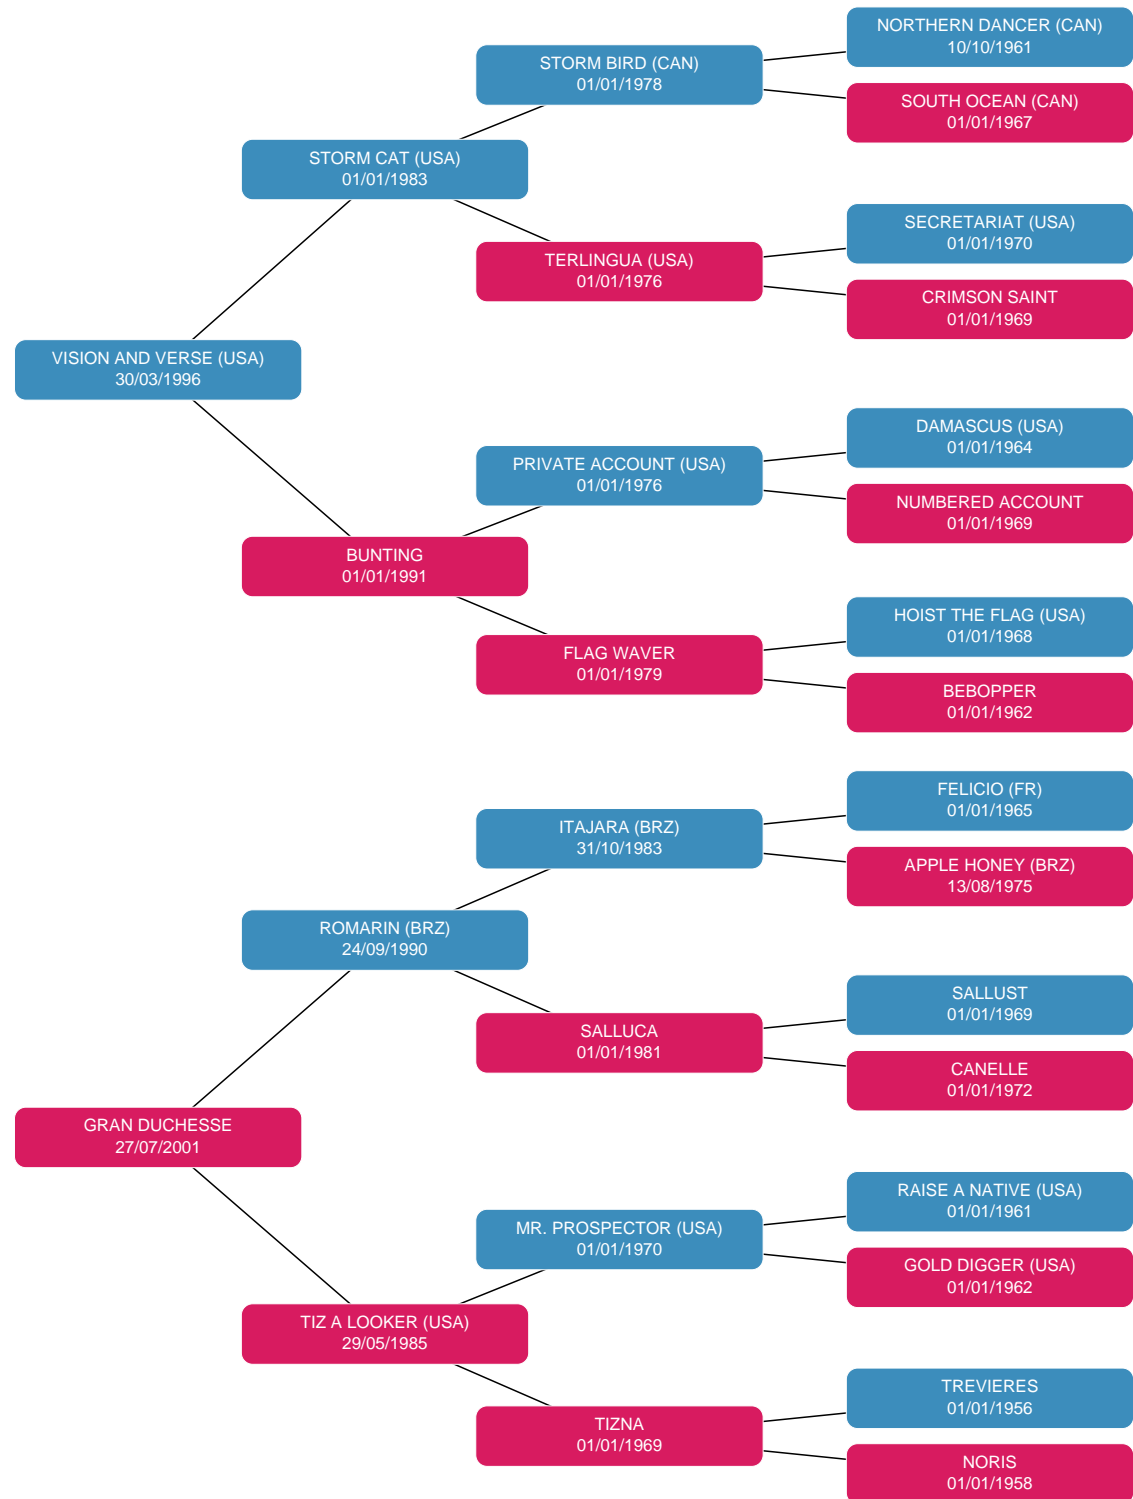 NORTHERN DANCER (CAN)
10/10/1961
STORM BIRD (CAN)
01/01/1978
SOUTH OCEAN (CAN)
01/01/1967
STORM CAT (USA)
01/01/1983
SECRETARIAT (USA)
01/01/1970
TERLINGUA (USA)
01/01/1976
CRIMSON SAINT
01/01/1969
VISION AND VERSE (USA)
30/03/1996
DAMASCUS (USA)
01/01/1964
PRIVATE ACCOUNT (USA)
01/01/1976
NUMBERED ACCOUNT
01/01/1969
BUNTING
01/01/1991
HOIST THE FLAG (USA)
01/01/1968
FLAG WAVER
01/01/1979
BEBOPPER
01/01/1962
FELICIO (FR)
01/01/1965
ITAJARA (BRZ)
31/10/1983
APPLE HONEY (BRZ)
13/08/1975
ROMARIN (BRZ)
24/09/1990
SALLUST
01/01/1969
SALLUCA
01/01/1981
CANELLE
01/01/1972
GRAN DUCHESSE
27/07/2001
RAISE A NATIVE (USA)
01/01/1961
MR. PROSPECTOR (USA)
01/01/1970
GOLD DIGGER (USA)
01/01/1962
TIZ A LOOKER (USA)
29/05/1985
TREVIERES
01/01/1956
TIZNA
01/01/1969
NORIS
01/01/1958